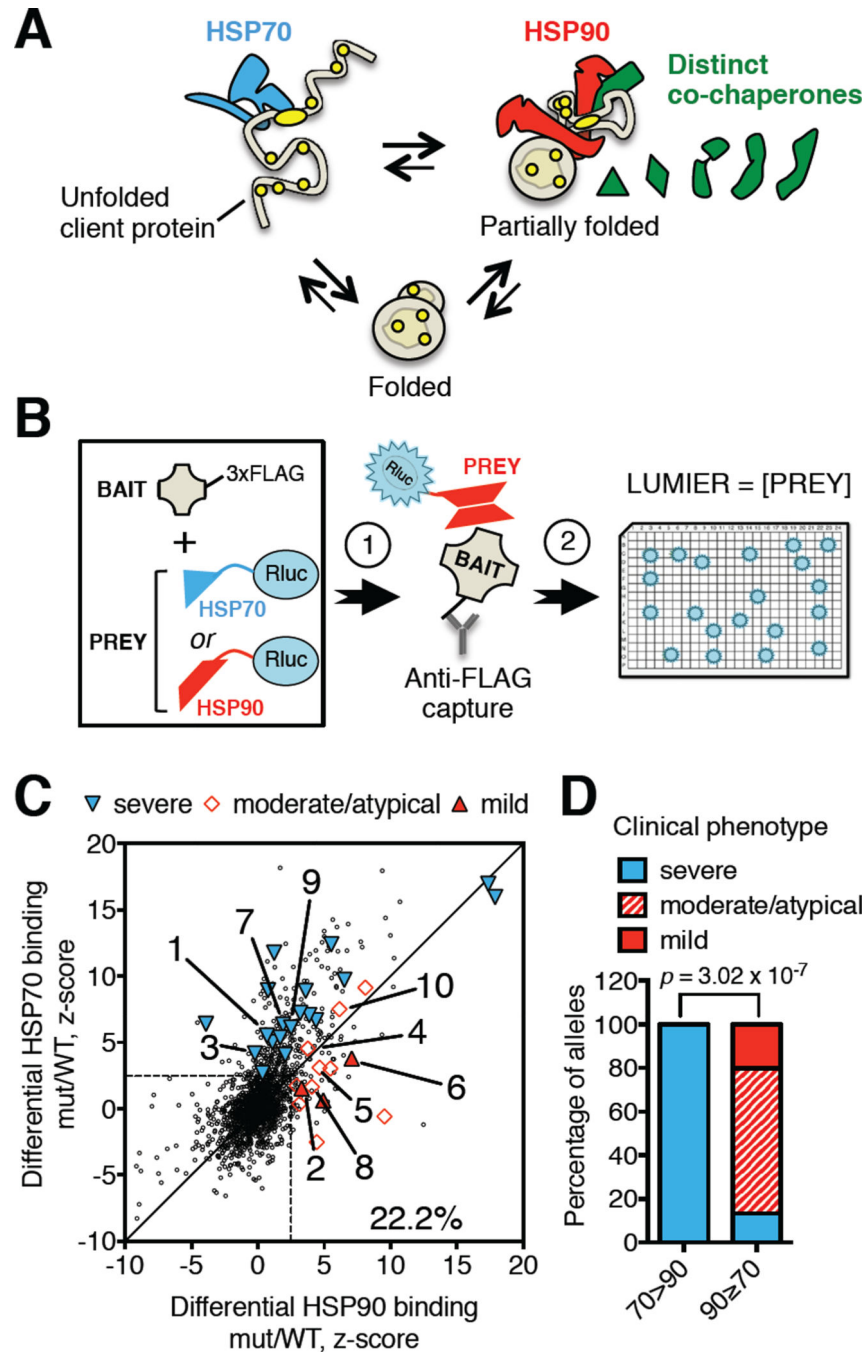 A
HSP70
HSP90
Distinct
co-chaperones
Unfolded
client protein
Partially folded
Folded
B
BAIT
3xFLAG
+
PREY
Rluc
HSP70
or
Rluc
HSP90
1
Rluc
PREY
BAIT
Anti-FLAG
capture
2
LUMIER = [PREY]
C
severe
moderate/atypical
mild
Differential HSP70 binding
mut/WT, z-score
20
15
10
5
0
-5
-10
-10
-5
0
5
10
15
20
1
7
9
3
10
4
6
5
2
8
22.2%
Differential HSP90 binding
mut/WT, z-score
D
Clinical phenotype
severe
moderate/atypical
mild
p = 3.02 x 10-7
Percentage of alleles
120
100
80
60
40
20
0
70>90
90≥70